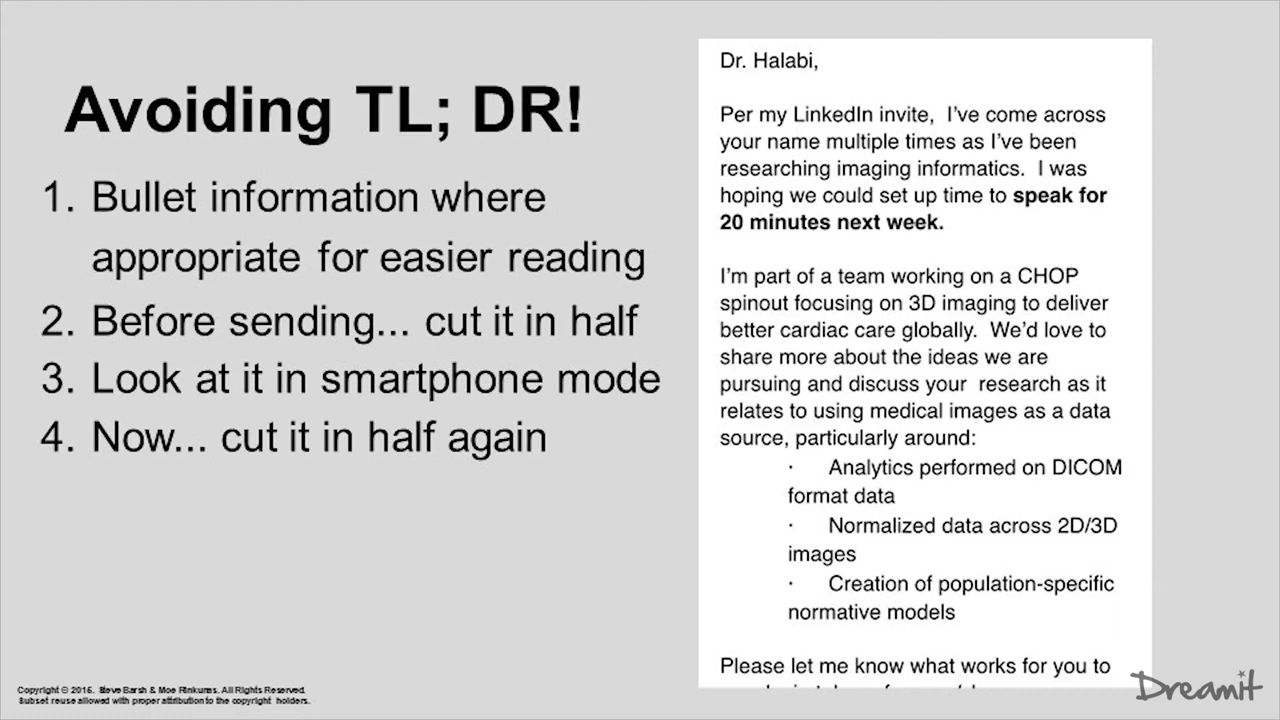 Avoiding TL; DR!
1. Bullet information where
appropriate for easier reading
2. Before sending... cut it in half
3. Look at it in smartphone mode
4. Now... cut it in half again
Dr. Halabi,
Per my LinkedIn invite, I've come across
your name multiple times as I've been
researching imaging informatics. I was
hoping we could set up time to speak for
20 minutes next week.
I'm part of a team working on a CHOP
spinout focusing on 3D imaging to deliver
better cardiac care globally. We'd love to
share more about the ideas we are
pursuing and discuss your research as it
relates to using medical images as a data
source, particularly around:
· Analytics performed on DICOM
format data
· Normalized data across 2D/3D
images
· Creation of population-specific
normative models
Please let me know what works for you to
Copyright © 2016. Steve Barsh & Moe Rinkunas. All Rights Reserved.
Subset reuse allowed with proper attribution to the copyright holders.
Dreamit